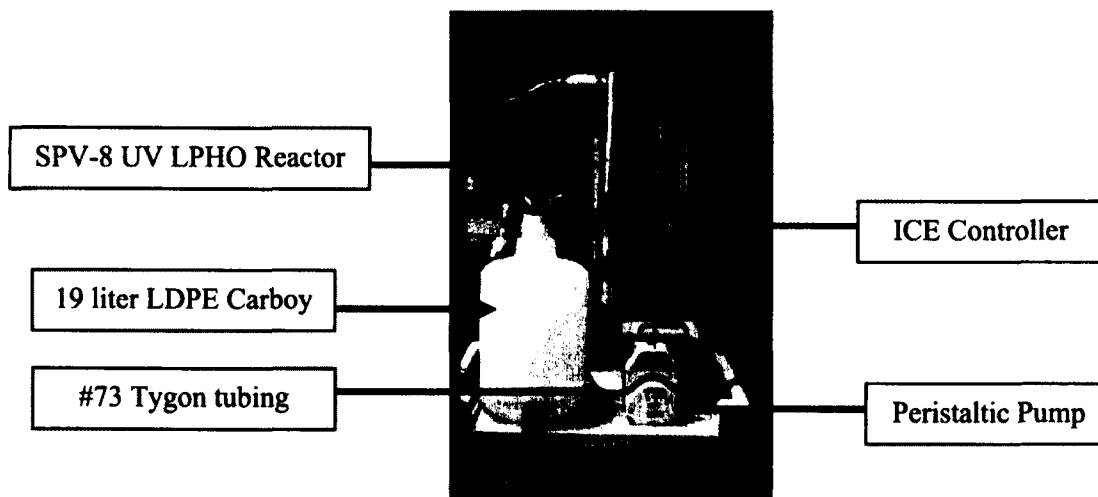 SPV-8 UV LPHO Reactor
ICE Controller
19 liter LDPE Carboy
#73 Tygon tubing
Peristaltic Pump